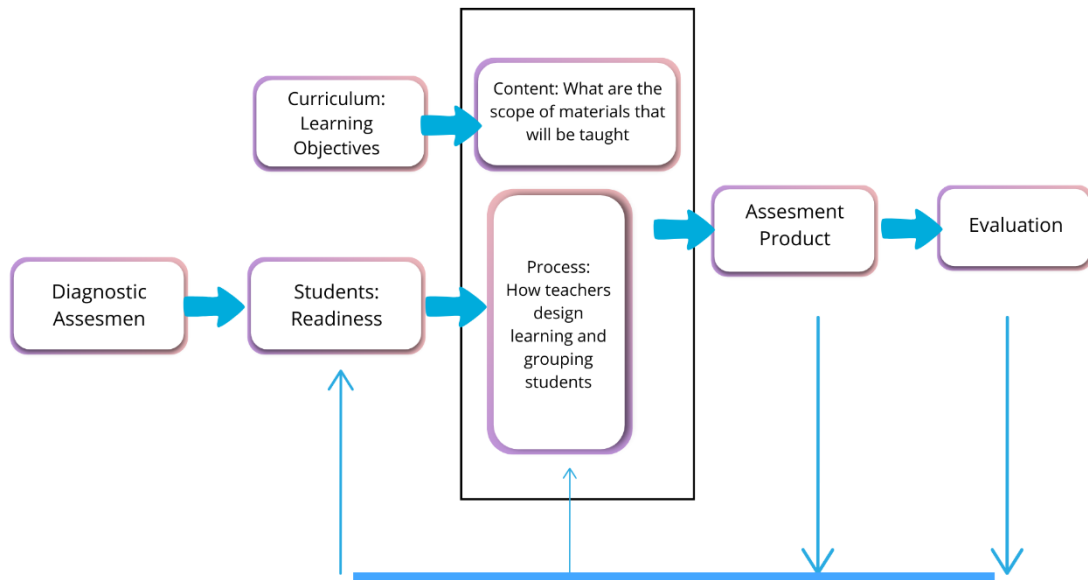 Curriculum:
Learning
Objectives
Content: What are the
scope of materials that
will be taught
Diagnostic
Assesmen
Students:
Readiness
Process:
How teachers
design
learning and
grouping
students
Assesment
Product
Evaluation